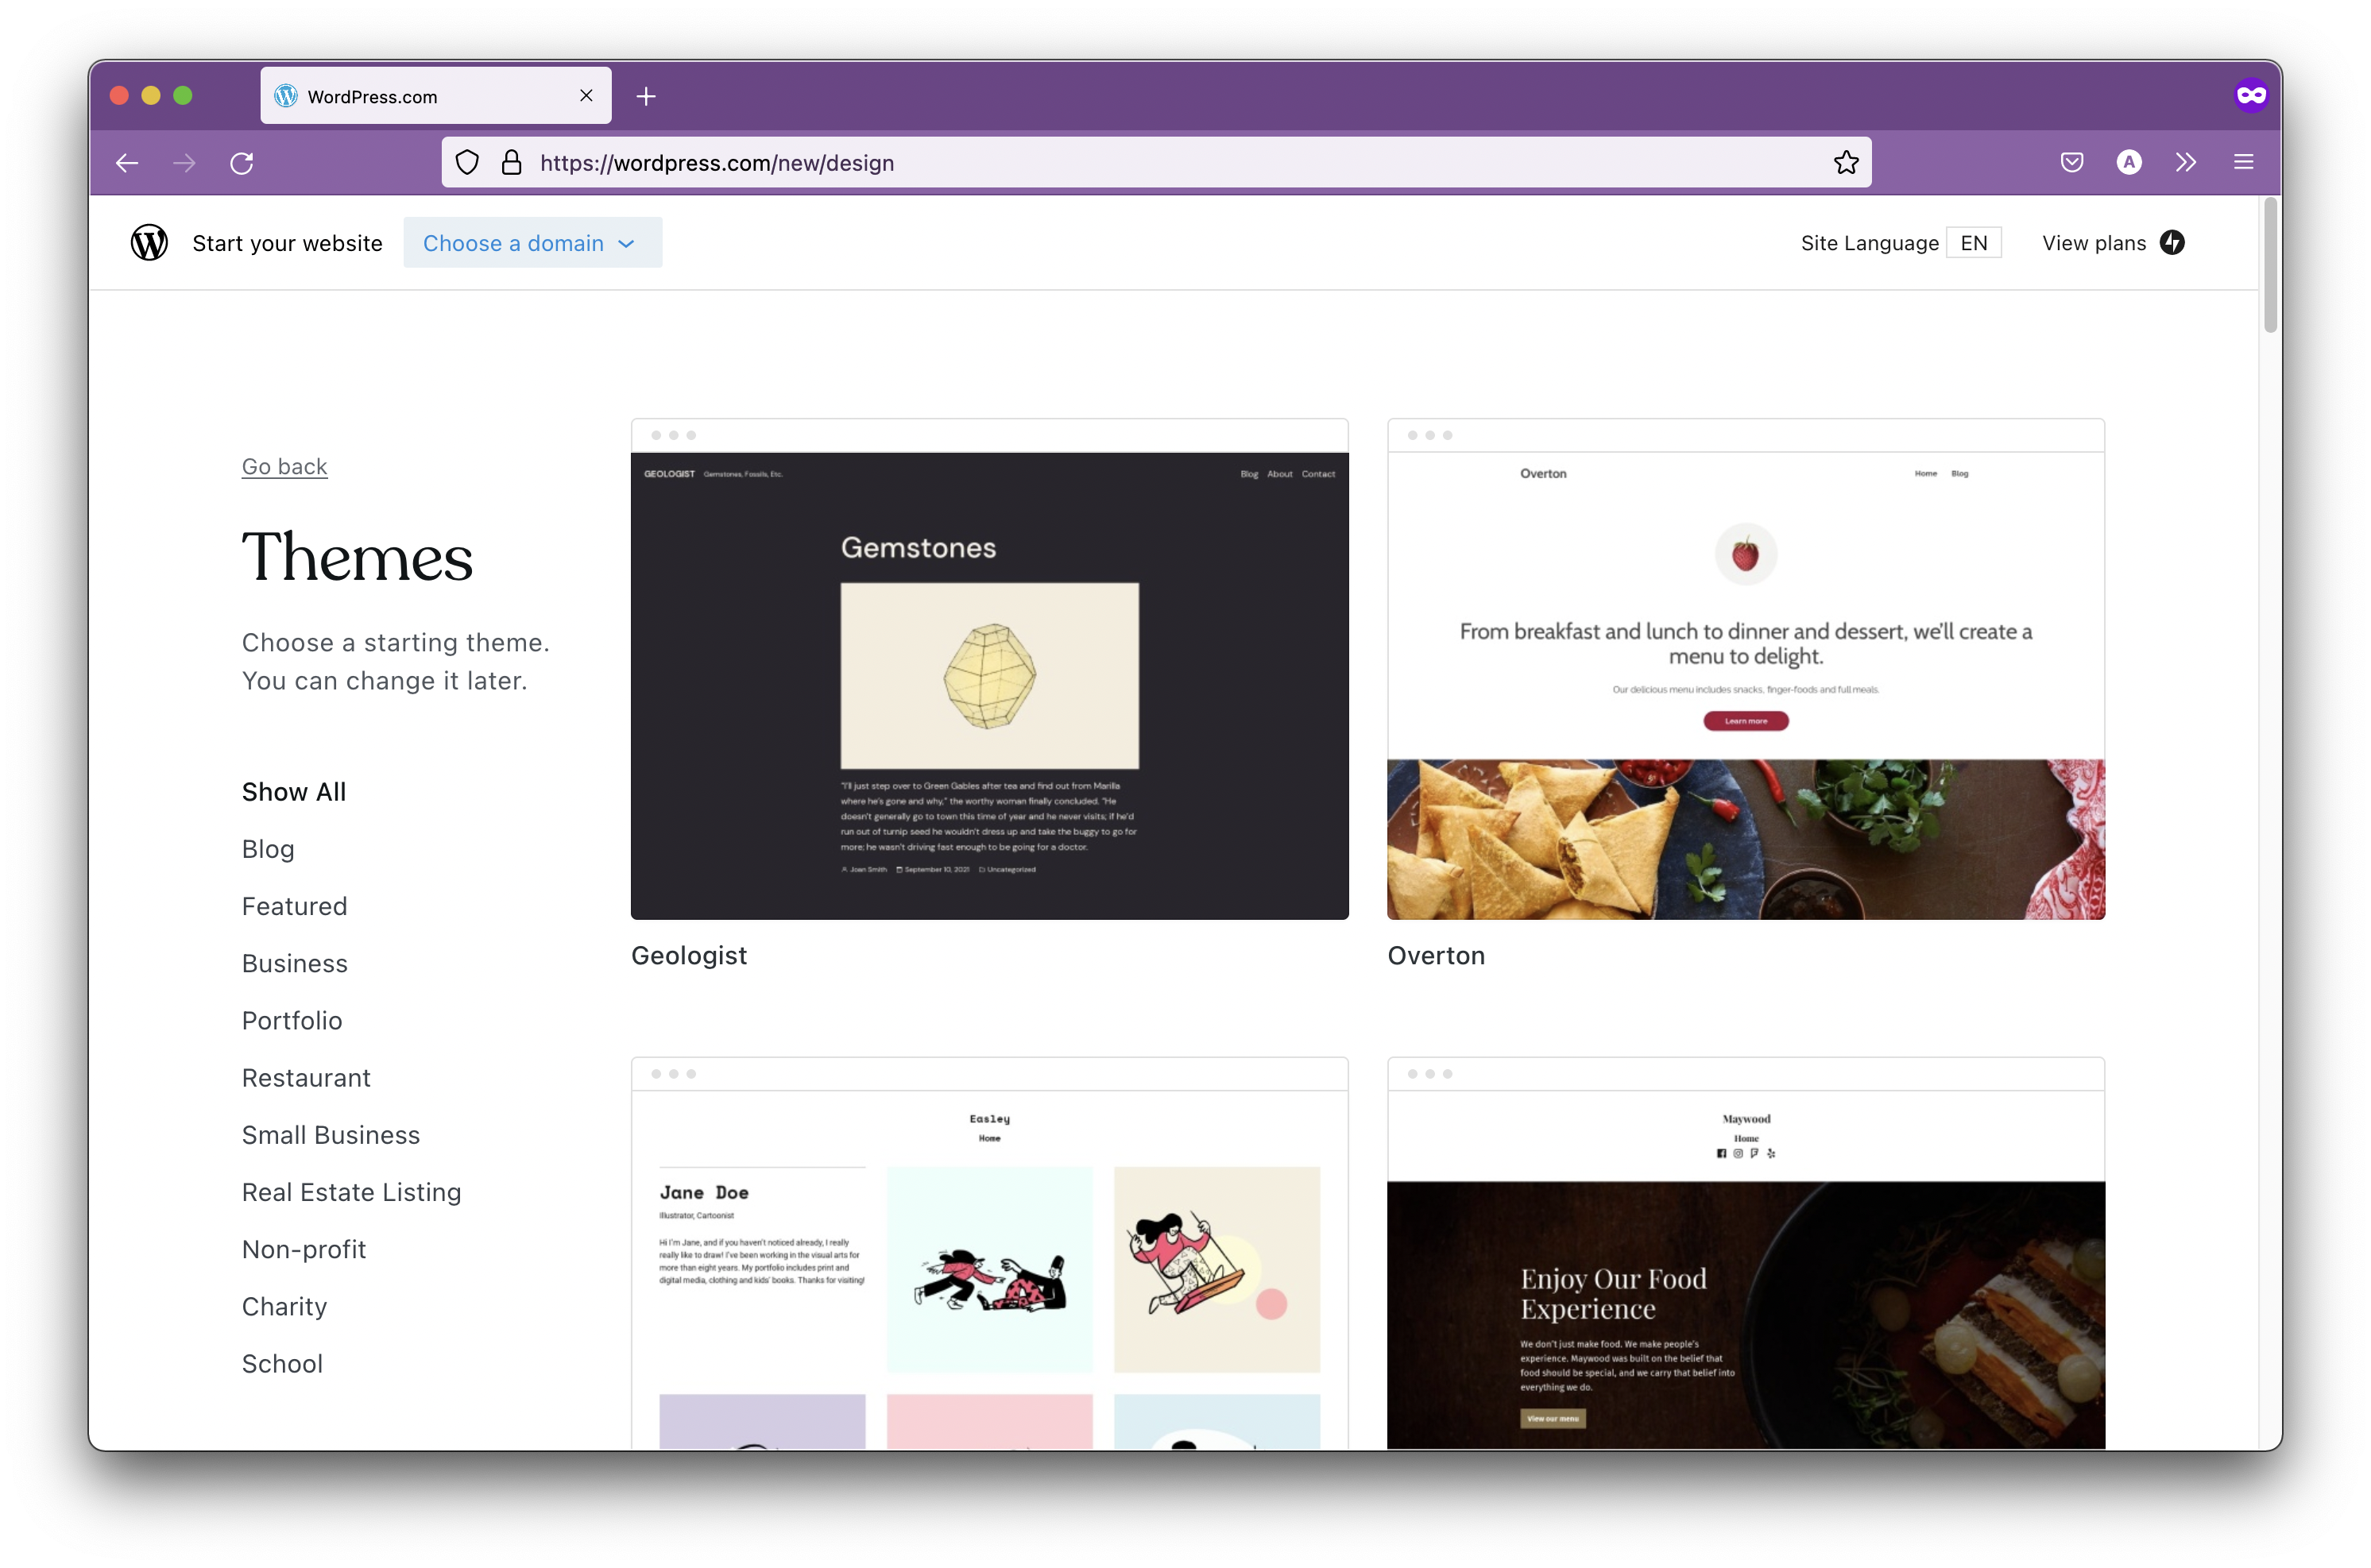 WordPress.com
https://wordpress.com/new/design
A
Start your website
Choose a domain
Site Language EN
View plans
Go back
Themes
Choose a starting theme.
You can change it later.
Show All
Blog
Featured
Business
Portfolio
Restaurant
Small Business
Real Estate Listing
Non-profit
Charity
School
GEOLOGIST Gemstones, Fossils, Etc.
Blog About Contact
Gemstones
"I'll just step over to Green Gables after tea and find out from Marilla
where he's gone and why," the worthy woman finally concluded. "He
doesn't generally go to town this time of year and he never visits; if he'd
run out of turnip seed he wouldn't dress up and take the buggy to go for
more; he wasn't driving fast enough to be going for a doctor.
Joan Smith September 10, 2021 Uncategorized
Geologist
Overton
Home Blog
From breakfast and lunch to dinner and dessert, we'll create a
menu to delight.
Our delicious menu includes snacks, finger-foods and full meals.
Learn more
Overton
Easley
Home
Jane Doe
Illustrator, Cartoonist
Hi I'm Jane, and if you haven't noticed already, I really
really like to draw! I've been working in the visual arts for
more than eight years. My portfolio includes print and
digital media, clothing and kids' books. Thanks for visiting!
Maywood
Home
Enjoy Our Food
Experience
We don't just make food. We make people's
experience. Maywood was built on the belief that
food should be special, and we carry that belief into
everything we do.
View our menu